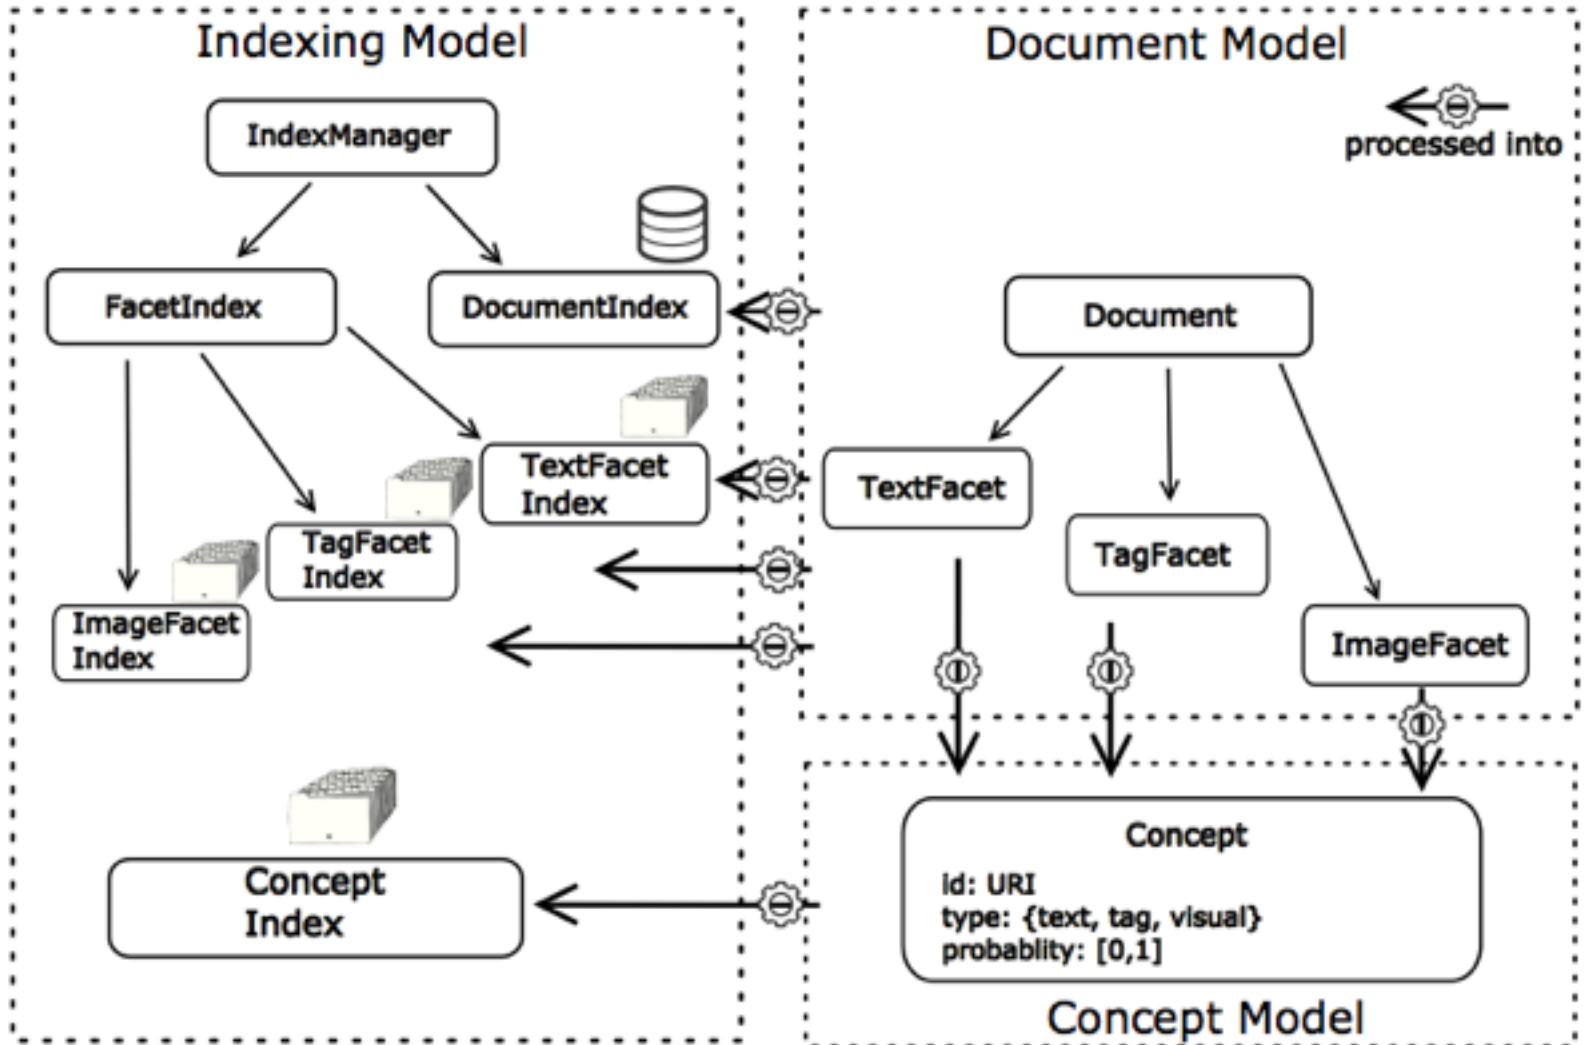 Indexing Model
IndexManager
FacetIndex
DocumentIndex
TextFacet
Index
TagFacet
Index
ImageFacet
Index
Concept
Index
Document Model
processed into
Document
TextFacet
TagFacet
ImageFacet
Concept
id: URI
type: {text, tag, visual}
probablity: [0,1]
Concept Model